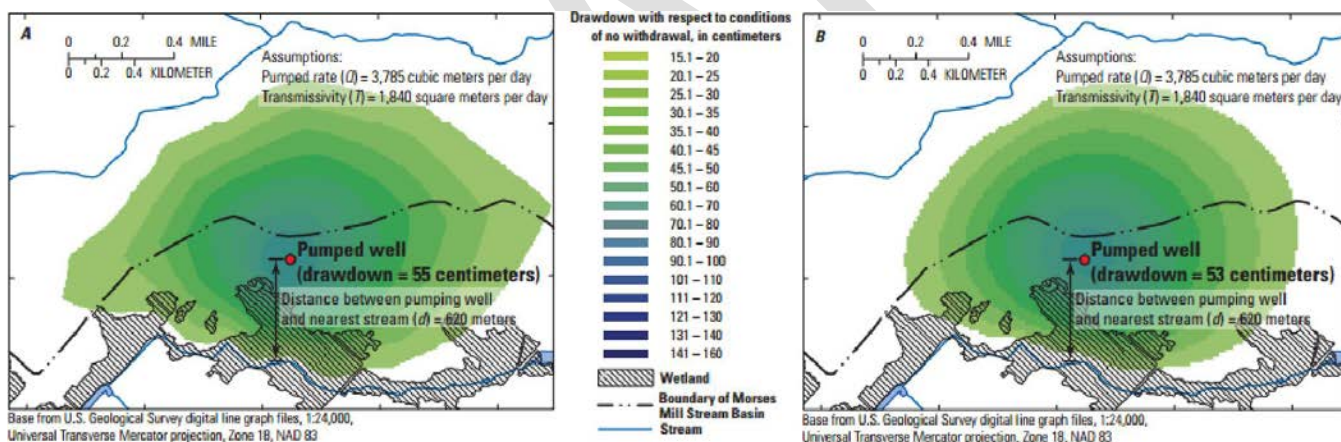 A
0 0.2 0.4 MILE
0 0.2 0.4 KILOMETER
Assumptions:
Pumped rate (Q) = 3,785 cubic meters per day
Transmissivity (T) = 1,840 square meters per day
Pumped well
(drawdown = 55 centimeters)
Distance between pumping well
and nearest stream (d) = 620 meters
Base from U.S. Geological Survey digital line graph files, 1:24,000,
Universal Transverse Mercator projection, Zone 18, NAD 83
Drawdown with respect to conditions
of no withdrawal, in centimeters
15.1 – 20
20.1 – 25
25.1 – 30
30.1 – 35
35.1 – 40
40.1 – 45
45.1 – 50
50.1 – 60
60.1 – 70
70.1 – 80
80.1 – 90
90.1 – 100
101 – 110
111 – 120
121 – 130
131 – 140
141 – 160
Wetland
Boundary of Morses
Mill Stream Basin
Stream
B
0 0.2 0.4 MILE
0 0.2 0.4 KILOMETER
Assumptions:
Pumped rate (Q) = 3,785 cubic meters per day
Transmissivity (T) = 1,840 square meters per day
Pumped well
(drawdown = 53 centimeters)
Distance between pumping well
and nearest stream (d) = 620 meters
Base from U.S. Geological Survey digital line graph files, 1:24,000,
Universal Transverse Mercator projection, Zone 18, NAD 83